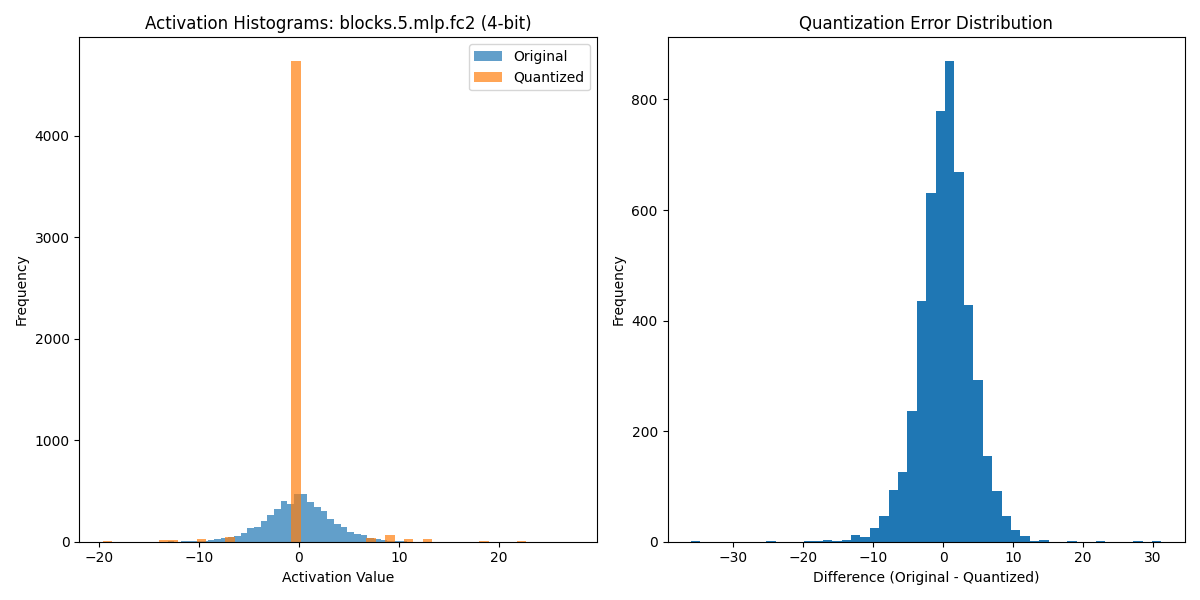 Activation Histograms: blocks.5.mlp.fc2 (4-bit)
Original
Quantized
4000
3000
2000
1000
0
Frequency
−20
−10
0
10
20
Activation Value
Quantization Error Distribution
800
600
400
200
0
Frequency
−30
−20
−10
0
10
20
30
Difference (Original - Quantized)